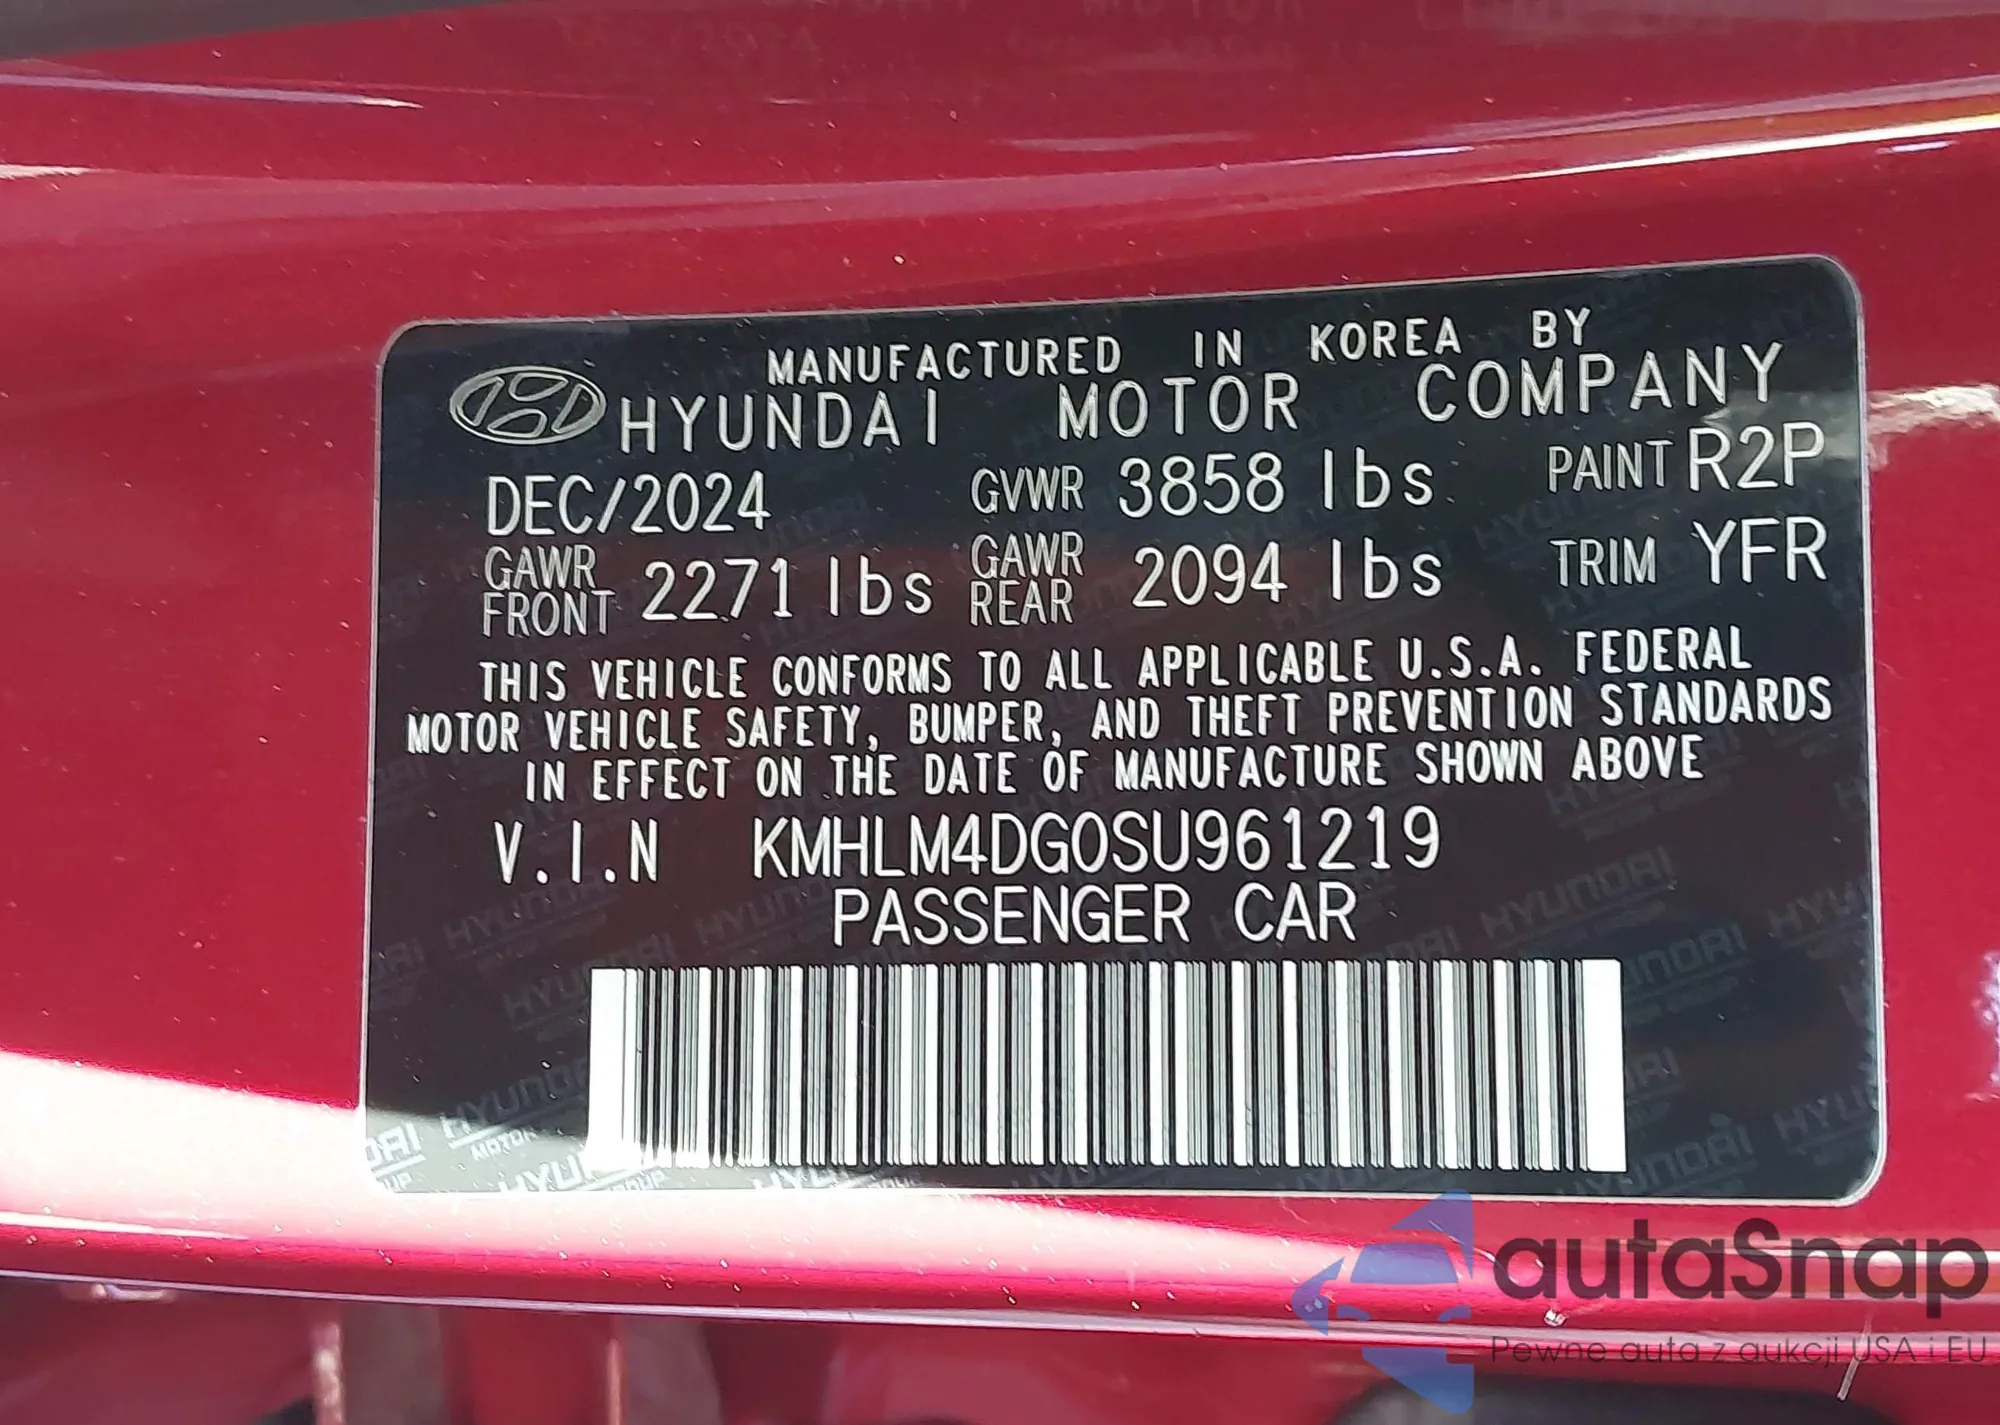 MANUFACTURED IN KOREA BY
HYUNDAI MOTOR COMPANY
DEC/2024 GVWR 3858 lbs PAINT R2P
GAWR FRONT 2271 lbs GAWR REAR 2094 lbs TRIM YFR
THIS VEHICLE CONFORMS TO ALL APPLICABLE U.S.A. FEDERAL
MOTOR VEHICLE SAFETY, BUMPER, AND THEFT PREVENTION STANDARDS
IN EFFECT ON THE DATE OF MANUFACTURE SHOWN ABOVE
V.I.N KMHLM4DG0SU961219
PASSENGER CAR
autaSnap
Pewne auta z aukcji USA i EU